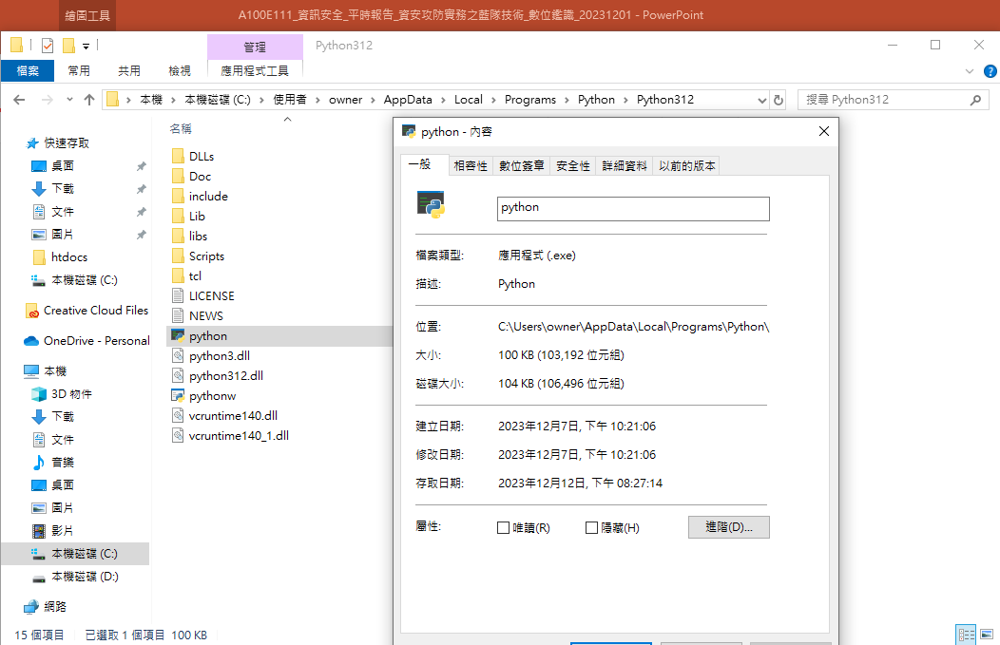 繪圖工具
A100E111_資訊安全_平時報告_資安攻防實務之藍隊技術_數位鑑識_20231201 - PowerPoint
管理
Python312
檔案
常用
共用
檢視
應用程式工具
本機 › 本機磁碟 (C:) › 使用者 › owner › AppData › Local › Programs › Python › Python312
搜尋 Python312
快速存取
桌面
下載
文件
圖片
htdocs
本機磁碟 (C:)
Creative Cloud Files
OneDrive - Personal
本機
3D 物件
下載
文件
音樂
桌面
圖片
影片
本機磁碟 (C:)
本機磁碟 (D:)
網路
名稱
DLLs
Doc
include
Lib
libs
Scripts
tcl
LICENSE
NEWS
python
python3.dll
python312.dll
pythonw
vcruntime140.dll
vcruntime140_1.dll
python - 內容
一般
相容性
數位簽章
安全性
詳細資料
以前的版本
python
檔案類型: 應用程式 (.exe)
描述: Python
位置: C:\Users\owner\AppData\Local\Programs\Python\
大小: 100 KB (103,192 位元組)
磁碟大小: 104 KB (106,496 位元組)
建立日期: 2023年12月7日, 下午 10:21:06
修改日期: 2023年12月7日, 下午 10:21:06
存取日期: 2023年12月12日, 下午 08:27:14
屬性: 唯讀(R) 隱藏(H) 進階(D)...
15 個項目 已選取 1 個項目 100 KB